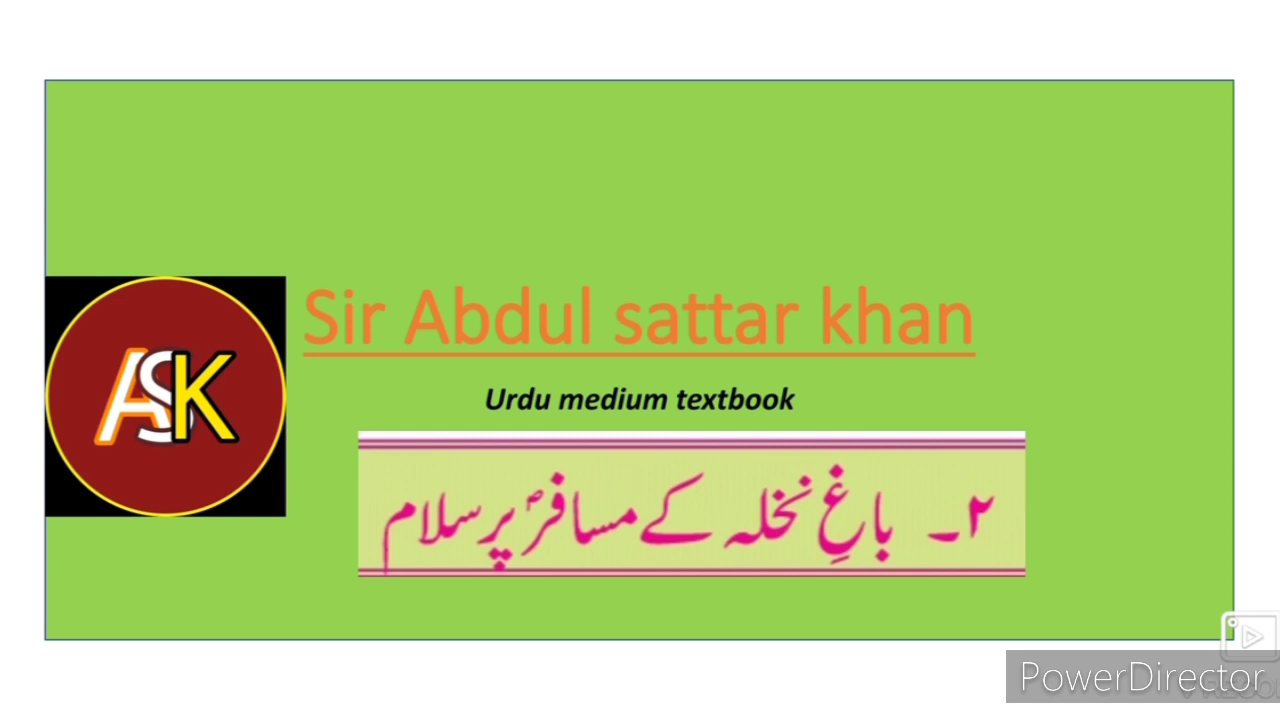 Sir Abdul sattar khan
ASK
Urdu medium textbook
۲۔ باغِ نخلہ کے مسافرؐ پر سلام
PowerDirector